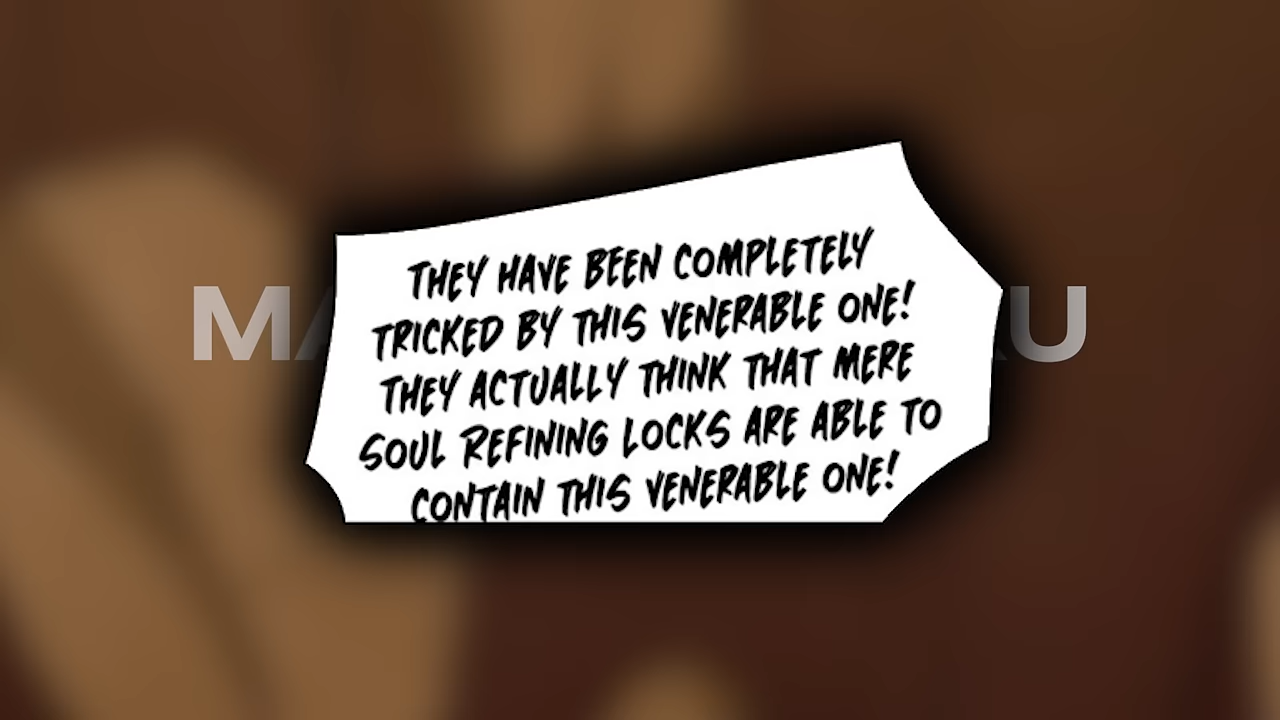 THEY HAVE BEEN COMPLETELY
TRICKED BY THIS VENERABLE ONE!
THEY ACTUALLY THINK THAT MERE
SOUL REFINING LOCKS ARE ABLE TO
CONTAIN THIS VENERABLE ONE!